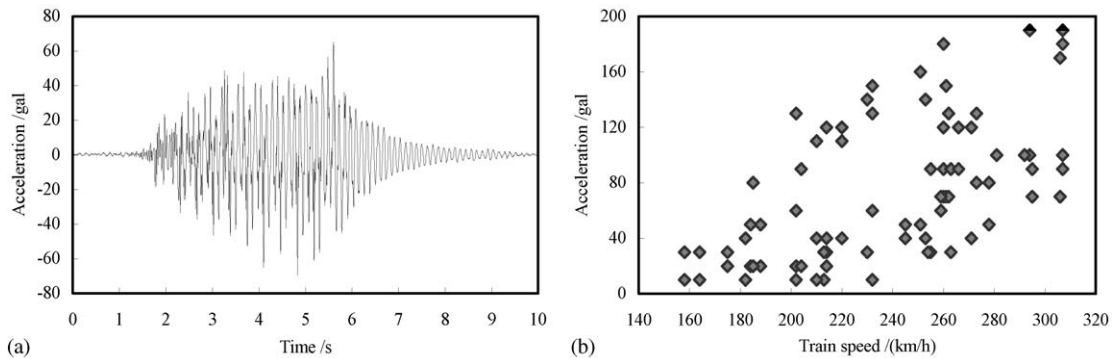 80
60
40
20
0
-20
-40
-60
-80
Acceleration /gal
0 1 2 3 4 5 6 7 8 9 10
(a) Time /s
200
160
120
80
40
0
Acceleration /gal
140 160 180 200 220 240 260 280 300 320
(b) Train speed /(km/h)